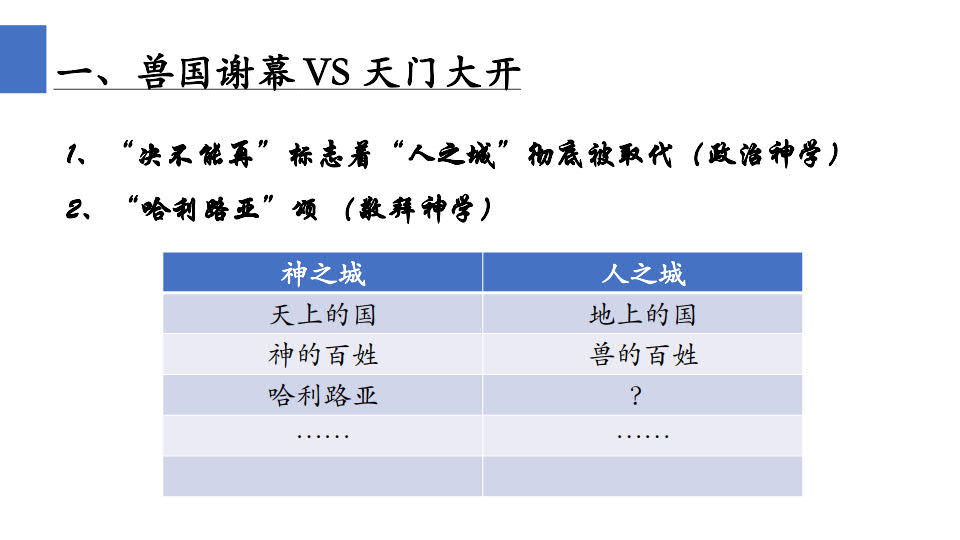 一、兽国谢幕 VS 天门大开
1、“决不能再”标志着“人之城”彻底被取代（政治神学）
2、“哈利路亚”颂（敬拜神学）
神之城 人之城
天上的国 地上的国
神的百姓 兽的百姓
哈利路亚 ？
…… ……